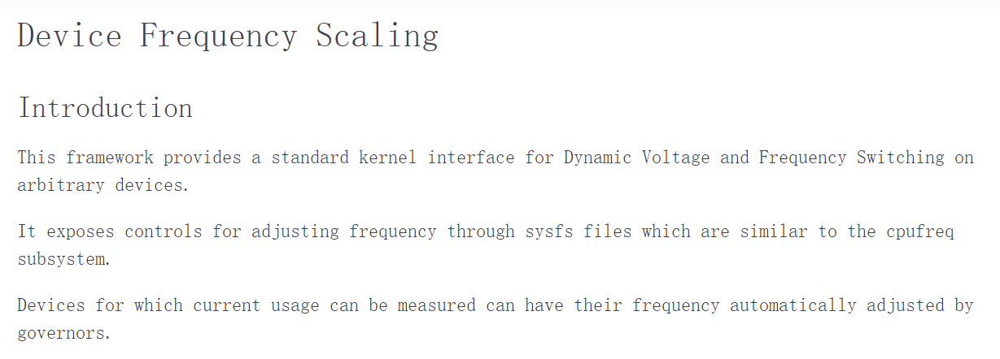 Device Frequency Scaling
Introduction
This framework provides a standard kernel interface for Dynamic Voltage and Frequency Switching on
arbitrary devices.
It exposes controls for adjusting frequency through sysfs files which are similar to the cpufreq
subsystem.
Devices for which current usage can be measured can have their frequency automatically adjusted by
governors.